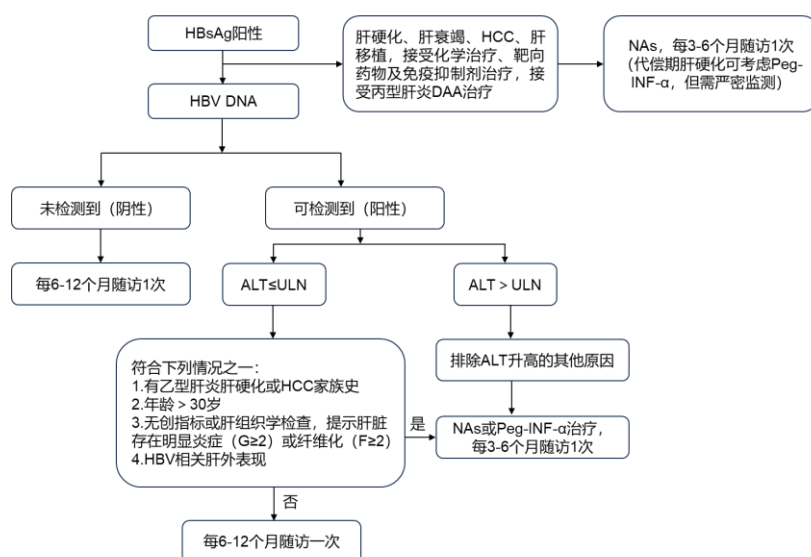 HBsAg阳性
肝硬化、肝衰竭、HCC、肝
移植，接受化学治疗、靶向
药物及免疫抑制剂治疗，接
受丙型肝炎DAA治疗
NAs，每3-6个月随访1次
(代偿期肝硬化可考虑Peg-
INF-α，但需严密监测）
HBV DNA
未检测到（阴性）
可检测到（阳性）
每6-12个月随访1次
ALT≤ULN
ALT＞ULN
符合下列情况之一：
1.有乙型肝炎肝硬化或HCC家族史
2.年龄＞30岁
3.无创指标或肝组织学检查，提示肝脏
存在明显炎症（G≥2）或纤维化（F≥2）
4.HBV相关肝外表现
排除ALT升高的其他原因
是
NAs或Peg-INF-α治疗，
每3-6个月随访1次
否
每6-12个月随访一次